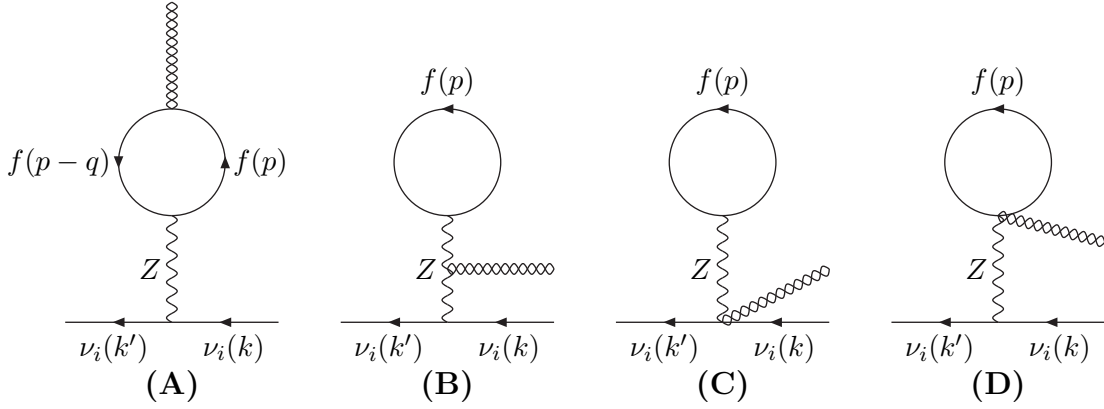 f(p)
f(p)
f(p)
f(p − q)
f(p)
Z
Z
Z
Z
ν_i(k′)
ν_i(k)
ν_i(k′)
ν_i(k)
ν_i(k′)
ν_i(k)
ν_i(k′)
ν_i(k)
(A)
(B)
(C)
(D)